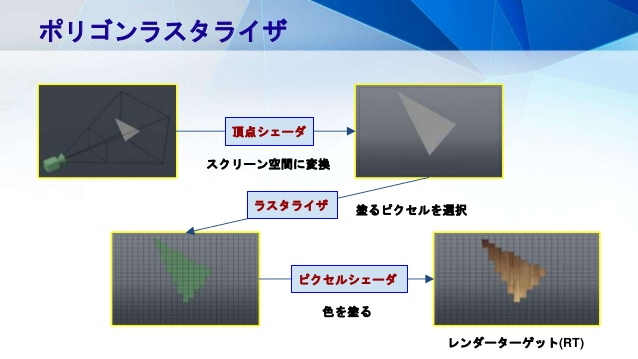 ポリゴンラスタライザ
頂点シェーダ
スクリーン空間に変換
ラスタライザ
塗るピクセルを選択
ピクセルシェーダ
色を塗る
レンダーターゲット(RT)